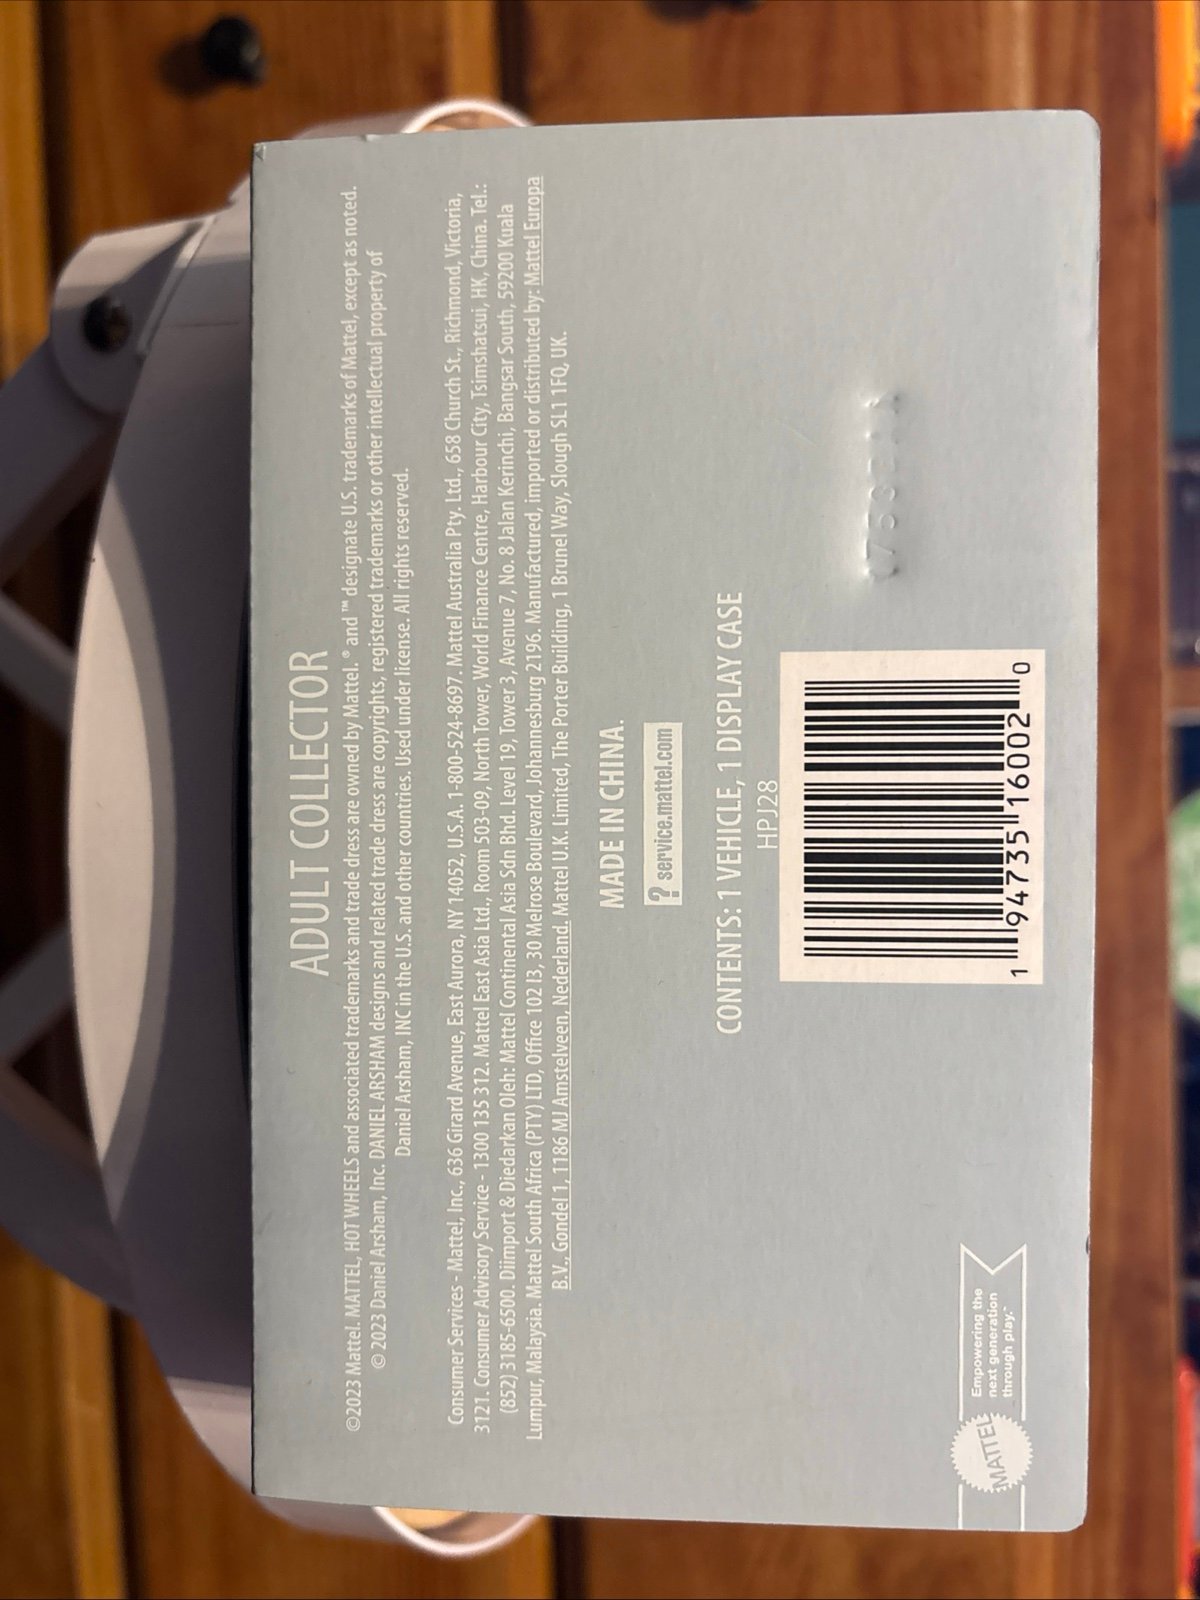 ADULT COLLECTOR
©2023 Mattel. MATTEL, HOT WHEELS and associated trademarks and trade dress are owned by Mattel. ® and ™ designate U.S. trademarks of Mattel, except as noted.
© 2023 Daniel Arsham, Inc. DANIEL ARSHAM designs and related trade dress are copyrights, registered trademarks or other intellectual property of
Daniel Arsham, INC in the U.S. and other countries. Used under license. All rights reserved.
Consumer Services - Mattel, Inc., 636 Girard Avenue, East Aurora, NY 14052, U.S.A. 1-800-524-8697. Mattel Australia Pty. Ltd., 658 Church St., Richmond, Victoria,
3121. Consumer Advisory Service - 1300 135 312. Mattel East Asia Ltd., Room 503-09, North Tower, World Finance Centre, Harbour City, Tsimshatsui, HK, China. Tel.:
(852) 3185-6500. Diimport & Diedarkan Oleh: Mattel Continental Asia Sdn Bhd. Level 19, Tower 3, Avenue 7, No. 8 Jalan Kerinchi, Bangsar South, 59200 Kuala
Lumpur, Malaysia. Mattel South Africa (PTY) LTD, Office 102 I3, 30 Melrose Boulevard, Johannesburg 2196. Manufactured, imported or distributed by: Mattel Europa
B.V., Gondel 1, 1186 MJ Amstelveen, Nederland. Mattel U.K. Limited, The Porter Building, 1 Brunel Way, Slough SL1 1FQ, UK.
MADE IN CHINA.
? service.mattel.com
CONTENTS: 1 VEHICLE, 1 DISPLAY CASE
HPJ28
1 94735 16002 0
MATTEL
Empowering the
next generation
through play.™